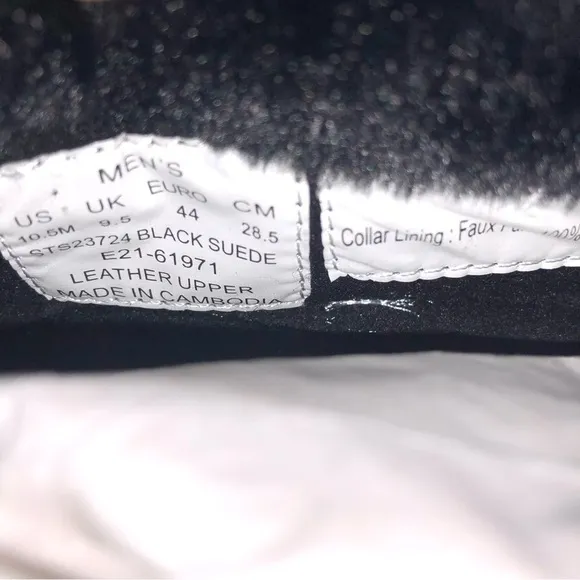 MEN'S
US UK EURO CM
10.5M 9.5 44 28.5
STS23724 BLACK SUEDE
E21-61971
LEATHER UPPER
MADE IN CAMBODIA
Collar Lining : Faux